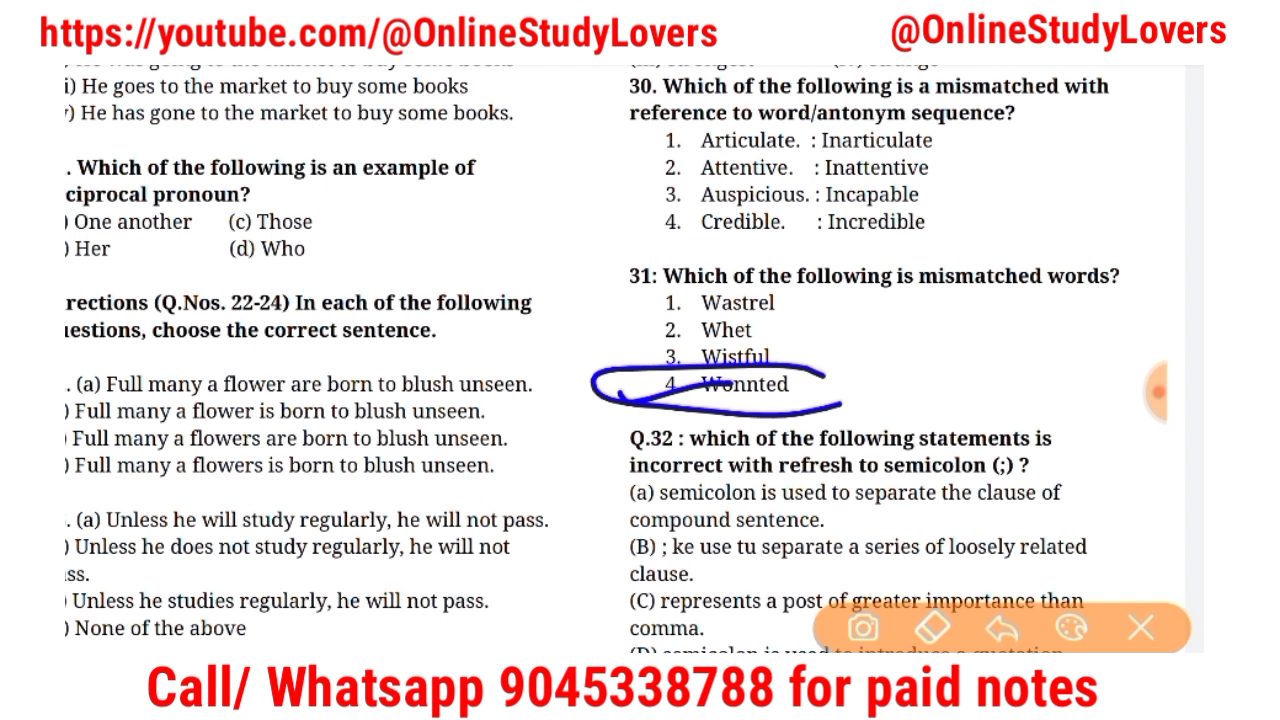 https://youtube.com/@OnlineStudyLovers
@OnlineStudyLovers
i) He goes to the market to buy some books
) He has gone to the market to buy some books.
. Which of the following is an example of
ciprocal pronoun?
) One another (c) Those
) Her (d) Who
rections (Q.Nos. 22-24) In each of the following
estions, choose the correct sentence.
. (a) Full many a flower are born to blush unseen.
) Full many a flower is born to blush unseen.
Full many a flowers are born to blush unseen.
) Full many a flowers is born to blush unseen.
. (a) Unless he will study regularly, he will not pass.
) Unless he does not study regularly, he will not
ss.
Unless he studies regularly, he will not pass.
) None of the above
30. Which of the following is a mismatched with
reference to word/antonym sequence?
1. Articulate. : Inarticulate
2. Attentive. : Inattentive
3. Auspicious. : Incapable
4. Credible. : Incredible
31: Which of the following is mismatched words?
1. Wastrel
2. Whet
3. Wistful
4. Wonnted
Q.32 : which of the following statements is
incorrect with refresh to semicolon (;) ?
(a) semicolon is used to separate the clause of
compound sentence.
(B) ; ke use tu separate a series of loosely related
clause.
(C) represents a post of greater importance than
comma.
(D) semicolon is used to introduce a quotation
Call/ Whatsapp 9045338788 for paid notes